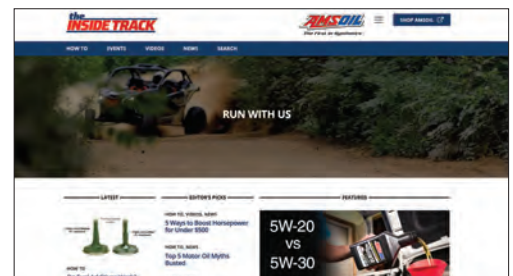 the
INSIDE TRACK
AMSOIL
The First in Synthetics
SHOP AMSOIL
HOW TO EVENTS VIDEOS NEWS SEARCH
RUN WITH US
LATEST
EDITOR'S PICKS
FEATURES
HOW TO, VIDEOS, NEWS
5 Ways to Boost Horsepower
for Under $500
HOW TO, NEWS
Top 5 Motor Oil Myths
Busted
HOW TO
5W-20
VS
5W-30